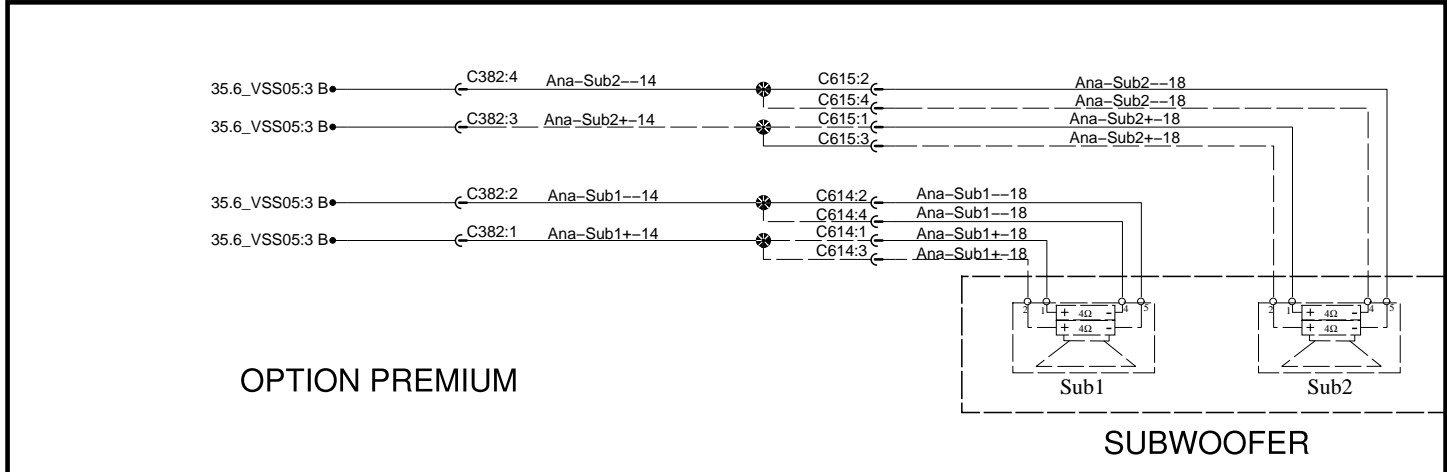 35.6_VSS05:3 B C382:4 Ana–Sub2-–14 C615:2 Ana–Sub2-–18
C615:4 Ana–Sub2-–18
35.6_VSS05:3 B C382:3 Ana–Sub2+–14 C615:1 Ana–Sub2+–18
C615:3 Ana–Sub2+–18
35.6_VSS05:3 B C382:2 Ana–Sub1-–14 C614:2 Ana–Sub1-–18
C614:4 Ana–Sub1-–18
35.6_VSS05:3 B C382:1 Ana–Sub1+–14 C614:1 Ana–Sub1+–18
C614:3 Ana–Sub1+–18
2 1 + 4Ω - 4 5 2 1 + 4Ω - 4 5
+ 4Ω - + 4Ω -
Sub1 Sub2
OPTION PREMIUM
SUBWOOFER